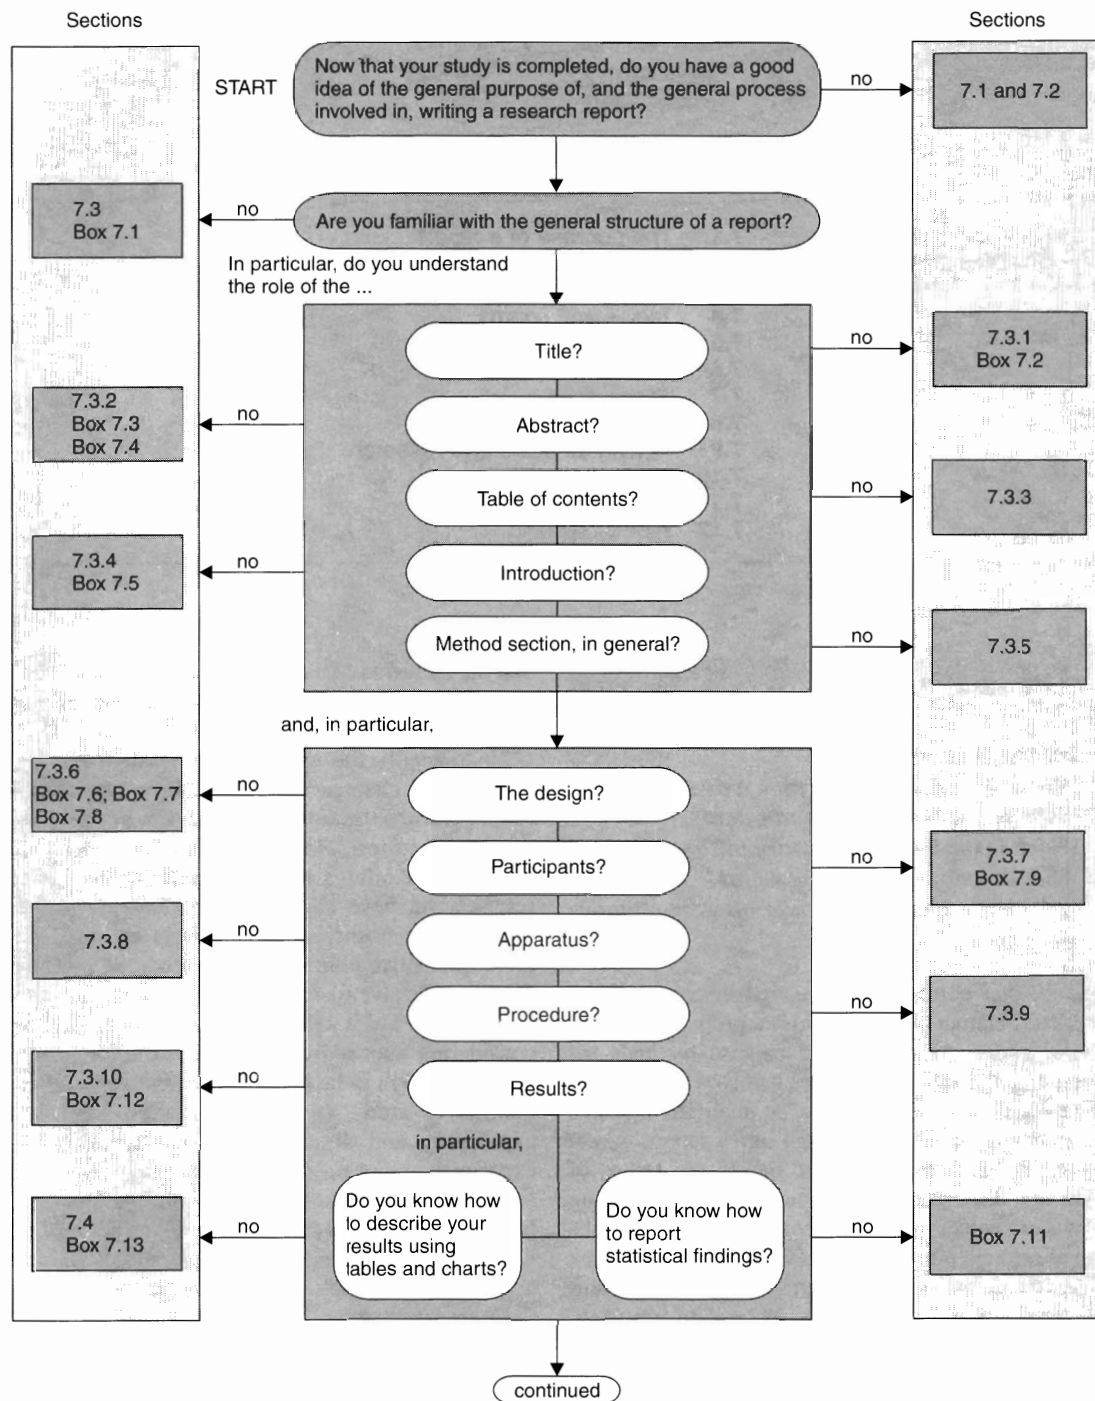 Sections
Sections
START
Now that your study is completed, do you have a good
idea of the general purpose of, and the general process
involved in, writing a research report?
no
7.1 and 7.2
7.3
Box 7.1
no
Are you familiar with the general structure of a report?
In particular, do you understand
the role of the ...
Title?
no
7.3.1
Box 7.2
7.3.2
Box 7.3
Box 7.4
no
Abstract?
Table of contents?
no
7.3.3
7.3.4
Box 7.5
no
Introduction?
Method section, in general?
no
7.3.5
and, in particular,
7.3.6
Box 7.6; Box 7.7
Box 7.8
no
The design?
Participants?
no
7.3.7
Box 7.9
7.3.8
no
Apparatus?
Procedure?
no
7.3.9
7.3.10
Box 7.12
no
Results?
in particular,
7.4
Box 7.13
no
Do you know how
to describe your
results using
tables and charts?
Do you know how
to report
statistical findings?
no
Box 7.11
continued